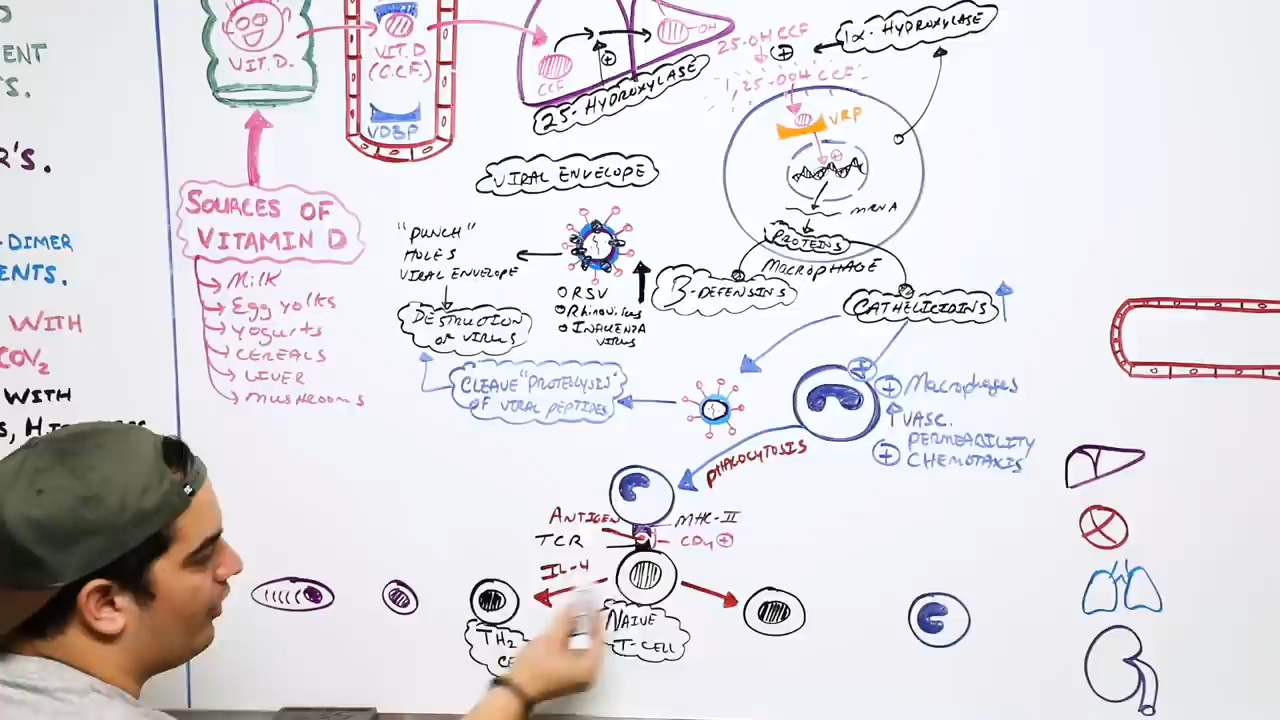 ENT
S.
R'S.
-DIMER
ENTS.
WITH
COV2
WITH
S,
VIT. D.
VDBP
VIT. D
(C.C.F.)
VDBP
CCF
-OH
+
25-HYDROXYLASE
25-OH CCF
+
1α-HYDROXYLASE
1,25-OOH CCF
VRP
+
mRNA
PROTEINS
MACROPHAGE
B-DEFENSINS
CATHELICIDINS
VIRAL ENVELOPE
"PUNCH"
HOLES
VIRAL ENVELOPE
DESTRUCTION
OF VIRUS
RSV
Rhinovirus
INFLUENZA
VIRUS
SOURCES OF
VITAMIN D
MILK
EGG YOLKS
YOGURTS
CEREALS
LIVER
MUSHROOMS
CLEAVE "PROTEOLYSIS"
OF VIRAL PEPTIDES
+
+ Macrophages
VASC.
PERMEABILITY
+ CHEMOTAXIS
PHAGOCYTOSIS
ANTIGEN
MHC-II
TCR
CD4 +
IL-4
NAIVE
T-CELL
TH2
CE